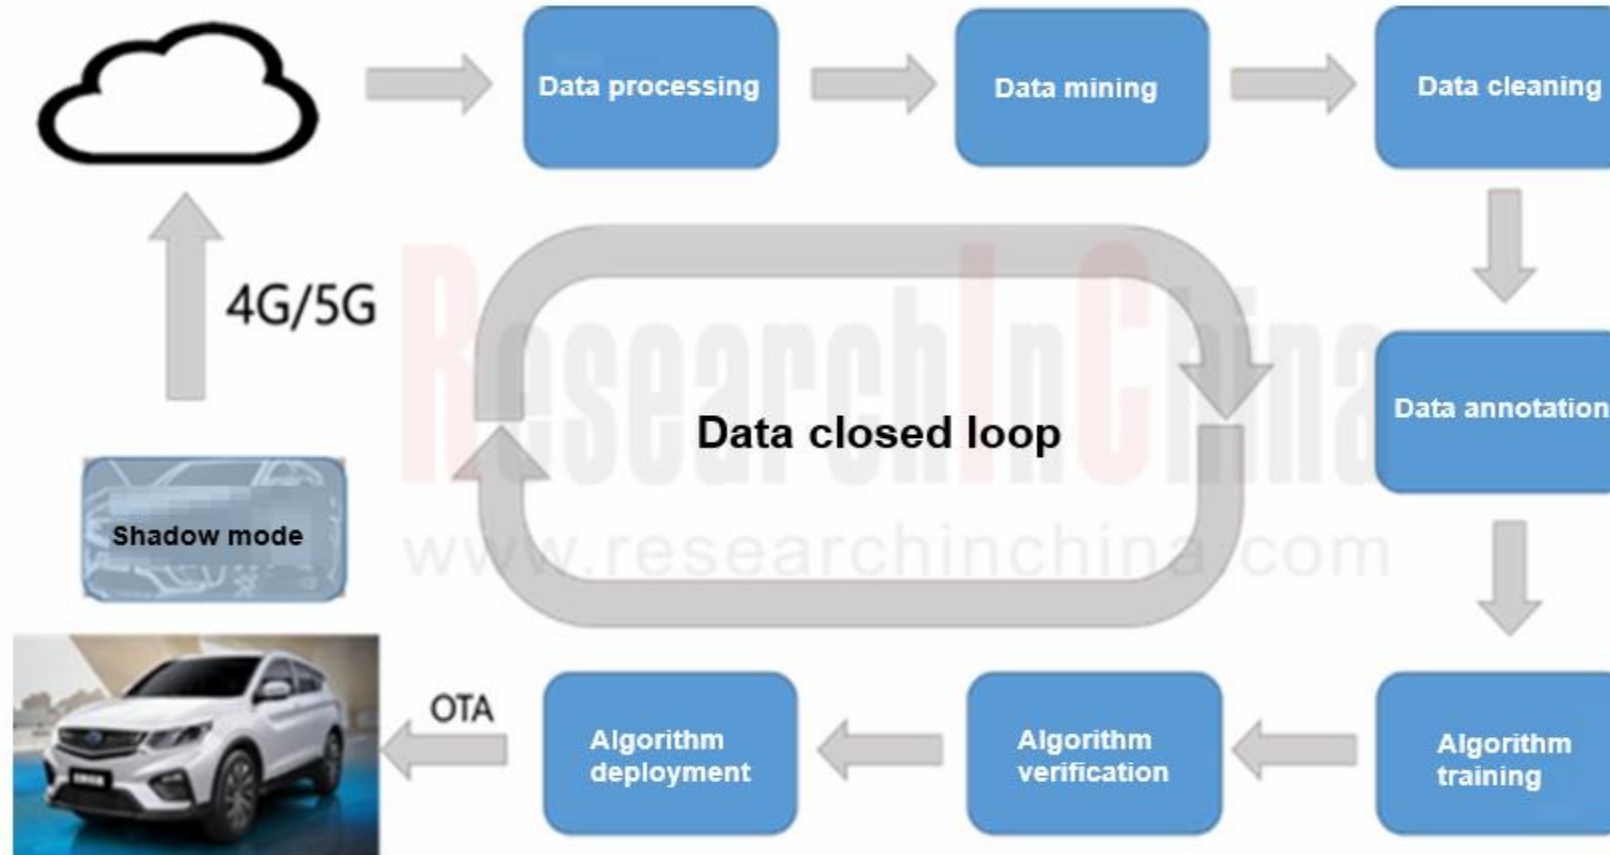 Data processing
Data mining
Data cleaning
4G/5G
ResearchInChina
Data closed loop
Data annotation
www.researchinchina.com
Shadow mode
OTA
Algorithm
deployment
Algorithm
verification
Algorithm
training